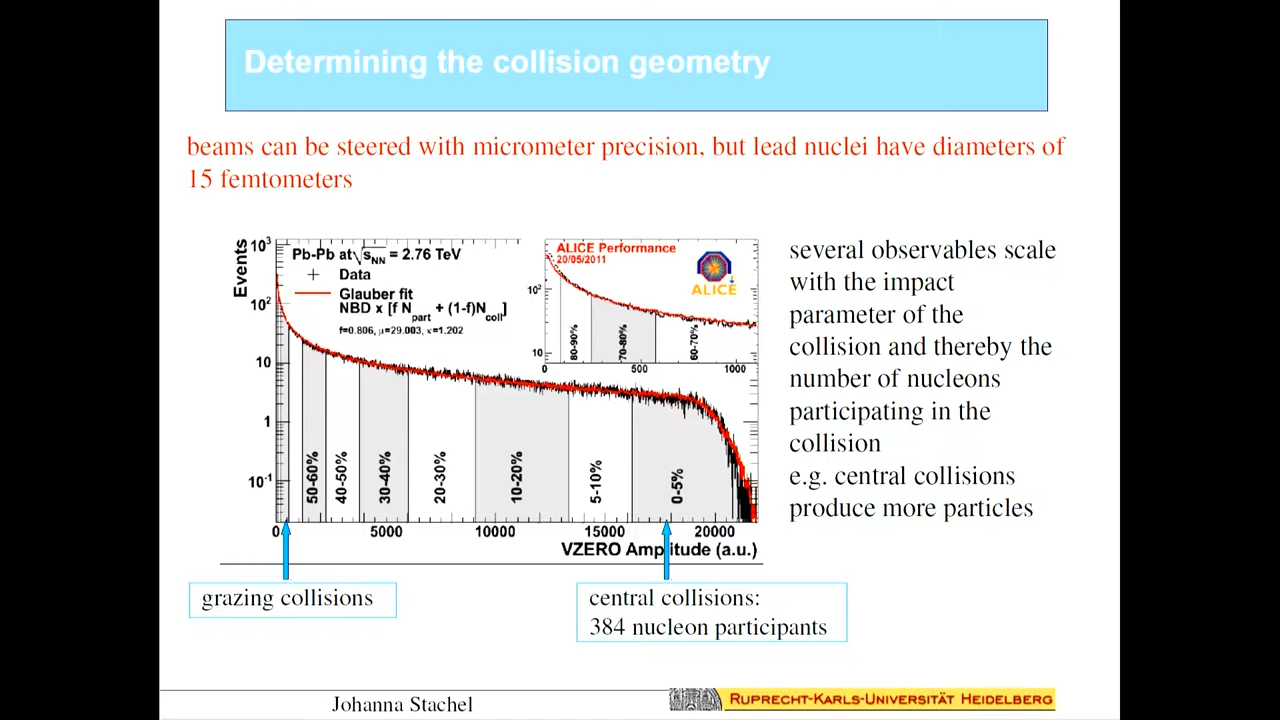 Determining the collision geometry
beams can be steered with micrometer precision, but lead nuclei have diameters of
15 femtometers
Events
10³
10²
10
1
10⁻¹
Pb-Pb at √sNN = 2.76 TeV
Data
Glauber fit
NBD x [f Npart + (1-f)Ncoll]
f=0.806, μ=29.003, κ=1.202
50-60%
40-50%
30-40%
20-30%
10-20%
5-10%
0-5%
0 5000 10000 15000 20000
VZERO Amplitude (a.u.)
ALICE Performance
20/05/2011
ALICE
10²
10
80-90%
70-80%
60-70%
0 500 1000
several observables scale
with the impact
parameter of the
collision and thereby the
number of nucleons
participating in the
collision
e.g. central collisions
produce more particles
grazing collisions
central collisions:
384 nucleon participants
Johanna Stachel
RUPRECHT-KARLS-UNIVERSITÄT HEIDELBERG